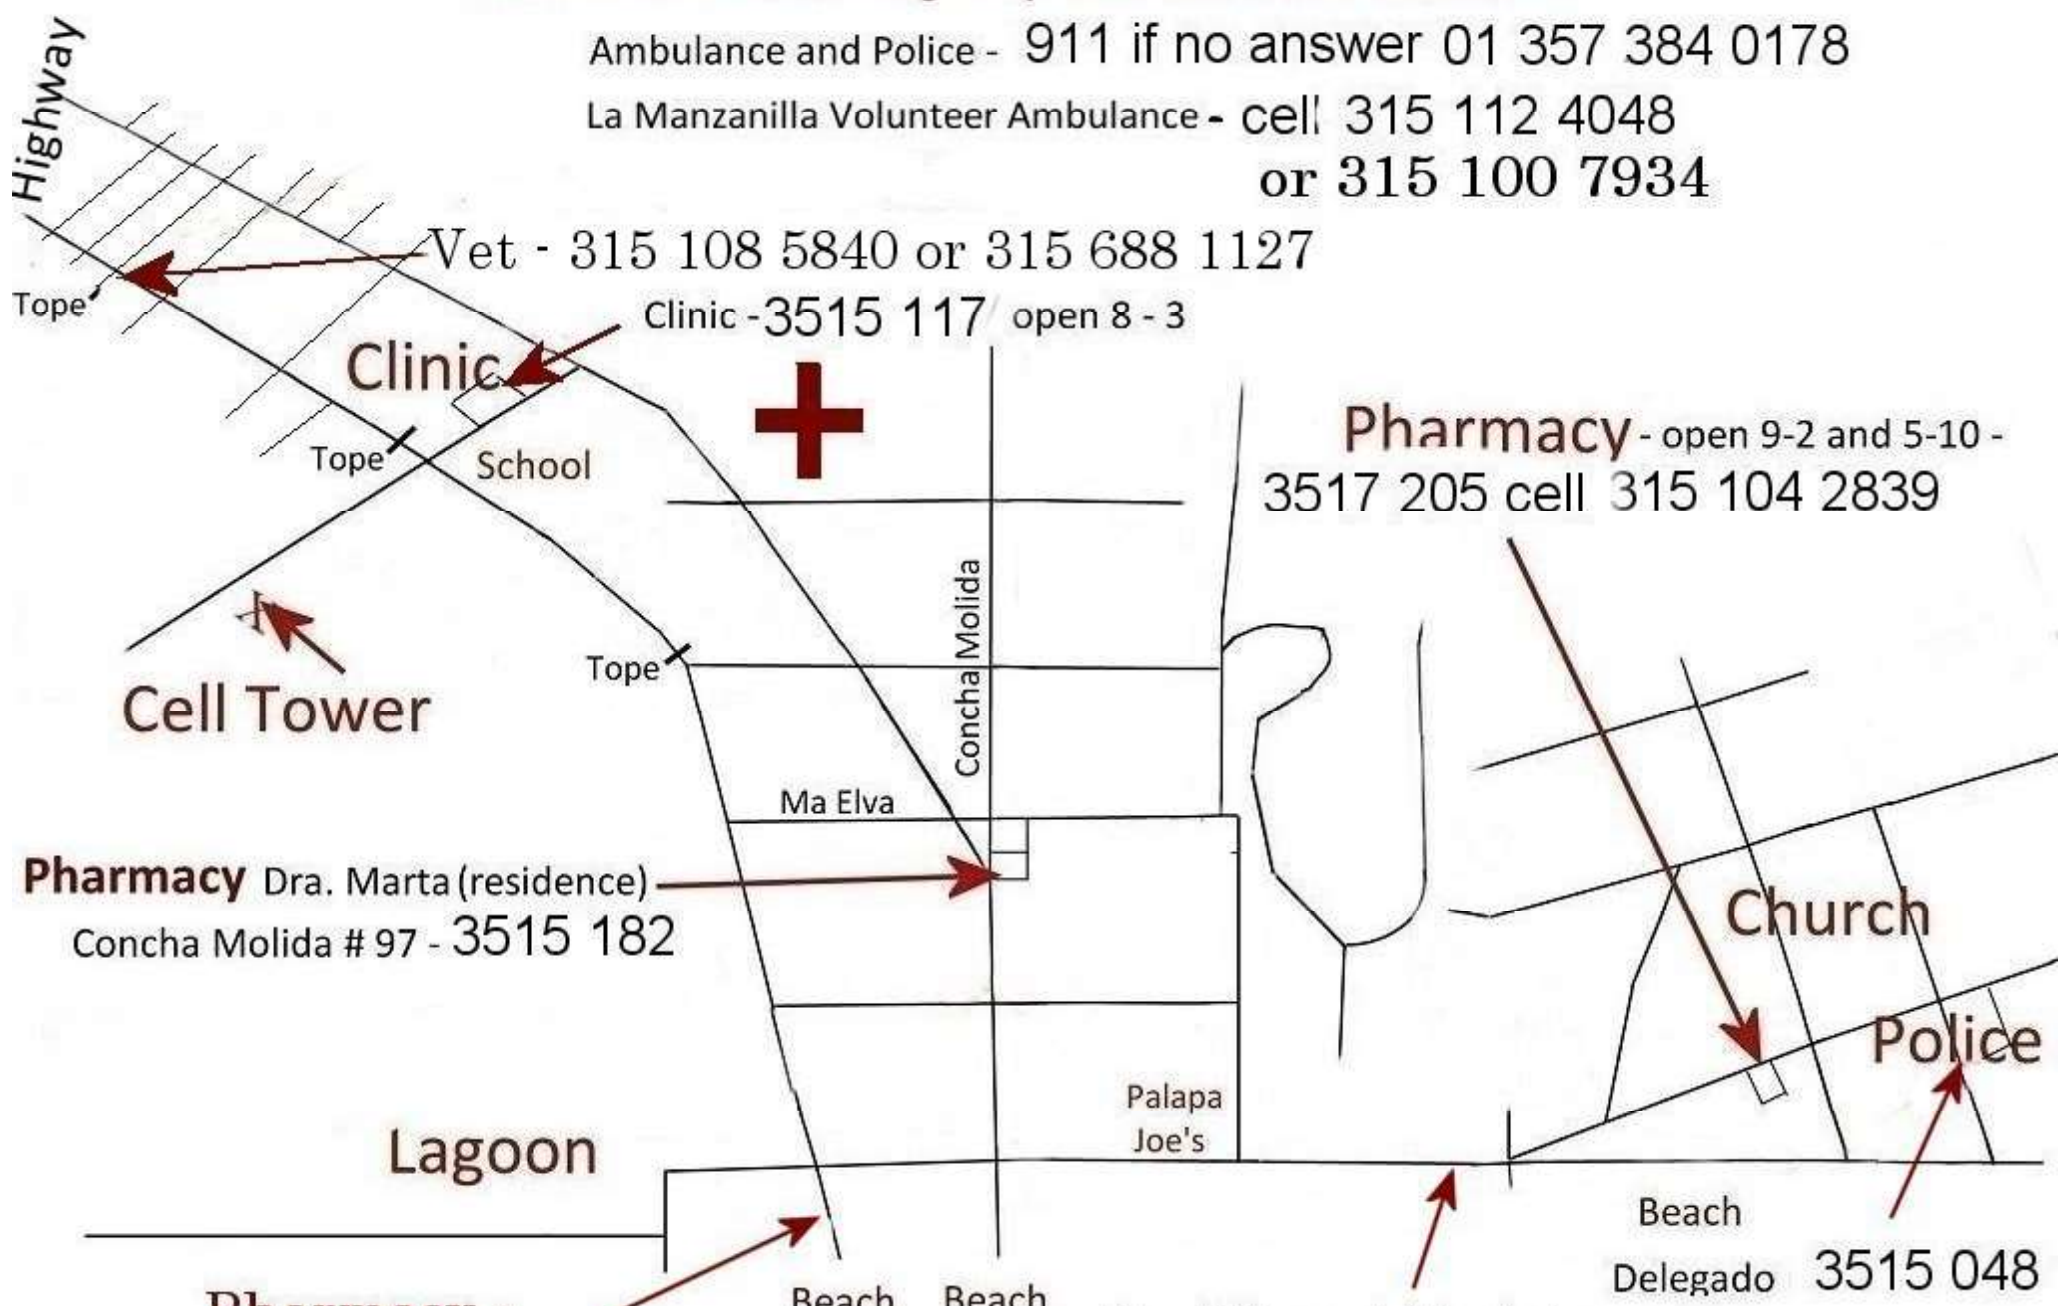 Highway
Ambulance and Police - 911 if no answer 01 357 384 0178
La Manzanilla Volunteer Ambulance - cell 315 112 4048
or 315 100 7934
Vet - 315 108 5840 or 315 688 1127
Tope
Clinic - 3515 117 open 8 - 3
Clinic
Pharmacy - open 9-2 and 5-10 -
3517 205 cell 315 104 2839
Tope
School
Concha Molida
Tope
Cell Tower
Ma Elva
Pharmacy Dra. Marta (residence)
Concha Molida # 97 - 3515 182
Church
Police
Palapa
Joe's
Lagoon
Beach
Delegado 3515 048
Pharmacy
Beach
Beach